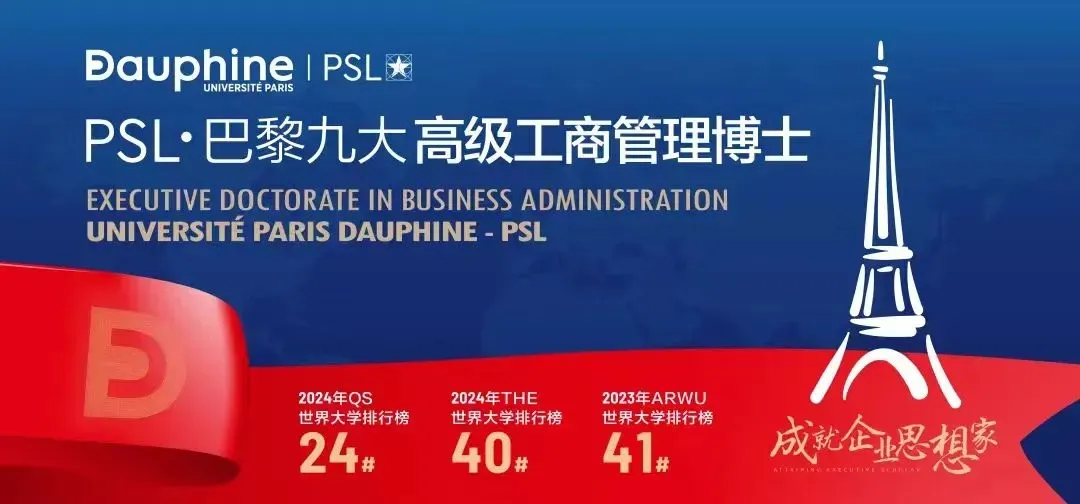 Dauphine | PSL
UNIVERSITÉ PARIS
PSL·巴黎九大 高级工商管理博士
EXECUTIVE DOCTORATE IN BUSINESS ADMINISTRATION
UNIVERSITÉ PARIS DAUPHINE - PSL
D
2024年QS
世界大学排行榜
24#
2024年THE
世界大学排行榜
40#
2023年ARWU
世界大学排行榜
41#
成就企业思想家